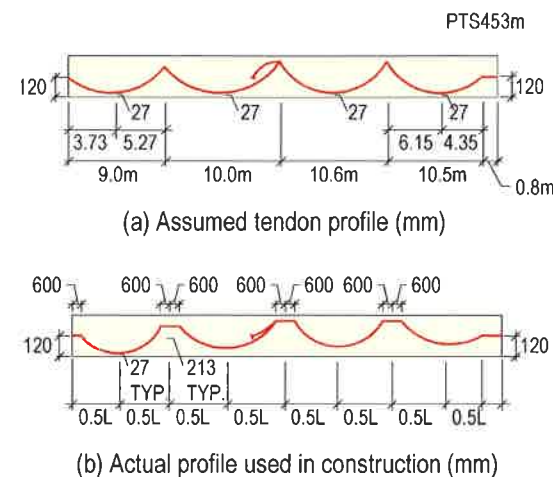 PTS453m
120 27 27 27 27 120
3.73 5.27 6.15 4.35
9.0m 10.0m 10.6m 10.5m 0.8m
(a) Assumed tendon profile (mm)
600 600 600 600 600 600 600
120 27 213 120
TYP. TYP.
0.5L 0.5L 0.5L 0.5L 0.5L 0.5L 0.5L 0.5L
(b) Actual profile used in construction (mm)